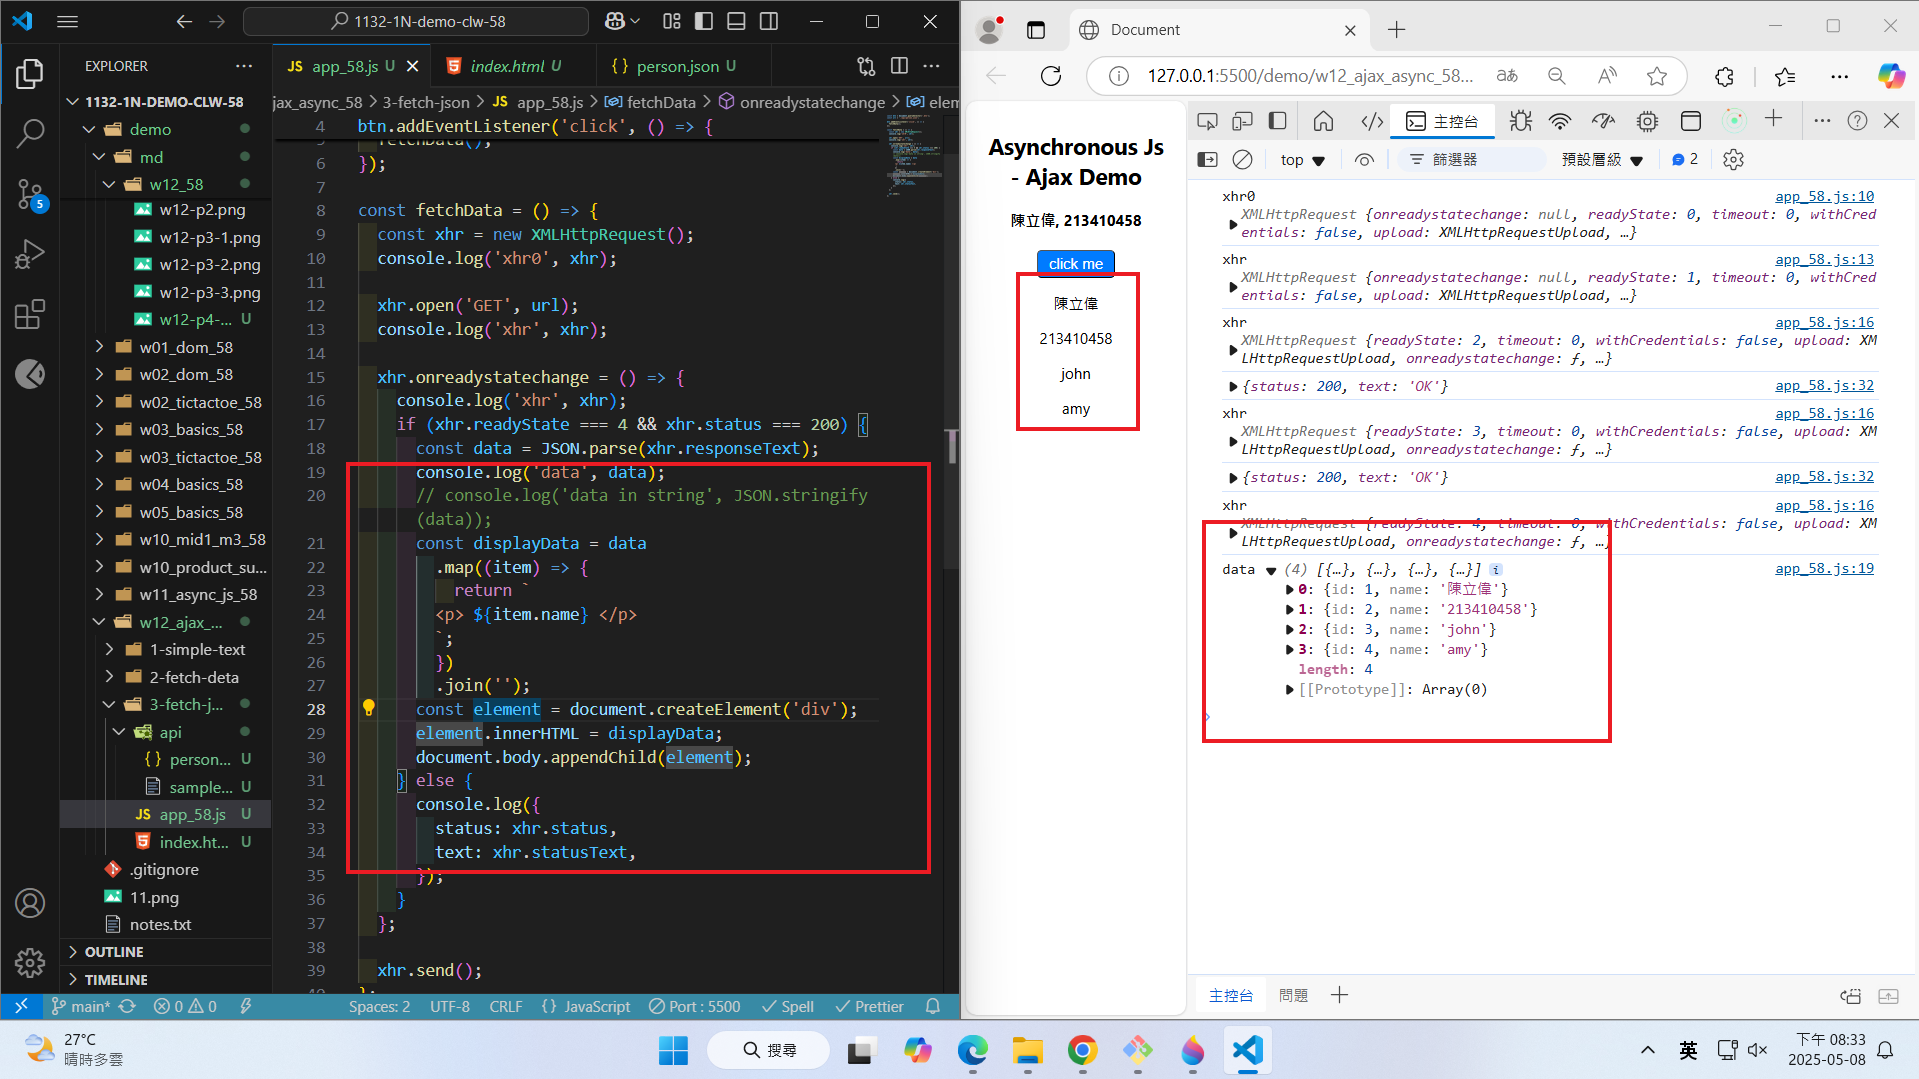 1132-1N-demo-clw-58
EXPLORER
1132-1N-DEMO-CLW-58
demo
md
w12_58
w12-p2.png
w12-p3-1.png
w12-p3-2.png
w12-p3-3.png
w12-p4-... U
w01_dom_58
w02_dom_58
w02_tictactoe_58
w03_basics_58
w03_tictactoe_58
w04_basics_58
w05_basics_58
w10_mid1_m3_58
w10_product_su...
w11_async_js_58
w12_ajax_...
1-simple-text
2-fetch-deta
3-fetch-j...
api
{} person... U
sample... U
JS app_58.js U
index.ht... U
.gitignore
11.png
notes.txt
OUTLINE
TIMELINE
5
JS app_58.js U
index.html U
{} person.json U
jax_async_58 > 3-fetch-json > JS app_58.js > fetchData > onreadystatechange > elem
4 btn.addEventListener('click', () => {
fetchData();
6 });
7
8 const fetchData = () => {
9 const xhr = new XMLHttpRequest();
10 console.log('xhr0', xhr);
11
12 xhr.open('GET', url);
13 console.log('xhr', xhr);
14
15 xhr.onreadystatechange = () => {
16 console.log('xhr', xhr);
17 if (xhr.readyState === 4 && xhr.status === 200) {
18 const data = JSON.parse(xhr.responseText);
19 console.log('data', data);
20 // console.log('data in string', JSON.stringify
(data));
21 const displayData = data
22 .map((item) => {
23 return `
24 <p> ${item.name} </p>
25 `;
26 })
27 .join('');
28 const element = document.createElement('div');
29 element.innerHTML = displayData;
30 document.body.appendChild(element);
31 } else {
32 console.log({
33 status: xhr.status,
34 text: xhr.statusText,
35 });
36 }
37 };
38
39 xhr.send();
main* 0 0 Spaces: 2 UTF-8 CRLF {} JavaScript Port : 5500 Spell Prettier
Document
127.0.0.1:5500/demo/w12_ajax_async_58...
Asynchronous Js
- Ajax Demo
陳立偉, 213410458
click me
陳立偉
213410458
john
amy
主控台
top
篩選器
預設層級
2
xhr0 app_58.js:10
XMLHttpRequest {onreadystatechange: null, readyState: 0, timeout: 0, withCred
entials: false, upload: XMLHttpRequestUpload, …}
xhr app_58.js:13
XMLHttpRequest {onreadystatechange: null, readyState: 1, timeout: 0, withCred
entials: false, upload: XMLHttpRequestUpload, …}
xhr app_58.js:16
XMLHttpRequest {readyState: 2, timeout: 0, withCredentials: false, upload: XM
LHttpRequestUpload, onreadystatechange: ƒ, …}
{status: 200, text: 'OK'} app_58.js:32
xhr app_58.js:16
XMLHttpRequest {readyState: 3, timeout: 0, withCredentials: false, upload: XM
LHttpRequestUpload, onreadystatechange: ƒ, …}
{status: 200, text: 'OK'} app_58.js:32
xhr app_58.js:16
XMLHttpRequest {readyState: 4, timeout: 0, withCredentials: false, upload: XM
LHttpRequestUpload, onreadystatechange: ƒ, …}
data (4) [{…}, {…}, {…}, {…}] i app_58.js:19
0: {id: 1, name: '陳立偉'}
1: {id: 2, name: '213410458'}
2: {id: 3, name: 'john'}
3: {id: 4, name: 'amy'}
length: 4
[[Prototype]]: Array(0)
主控台 問題
27°C
晴時多雲
搜尋
英
下午 08:33
2025-05-08